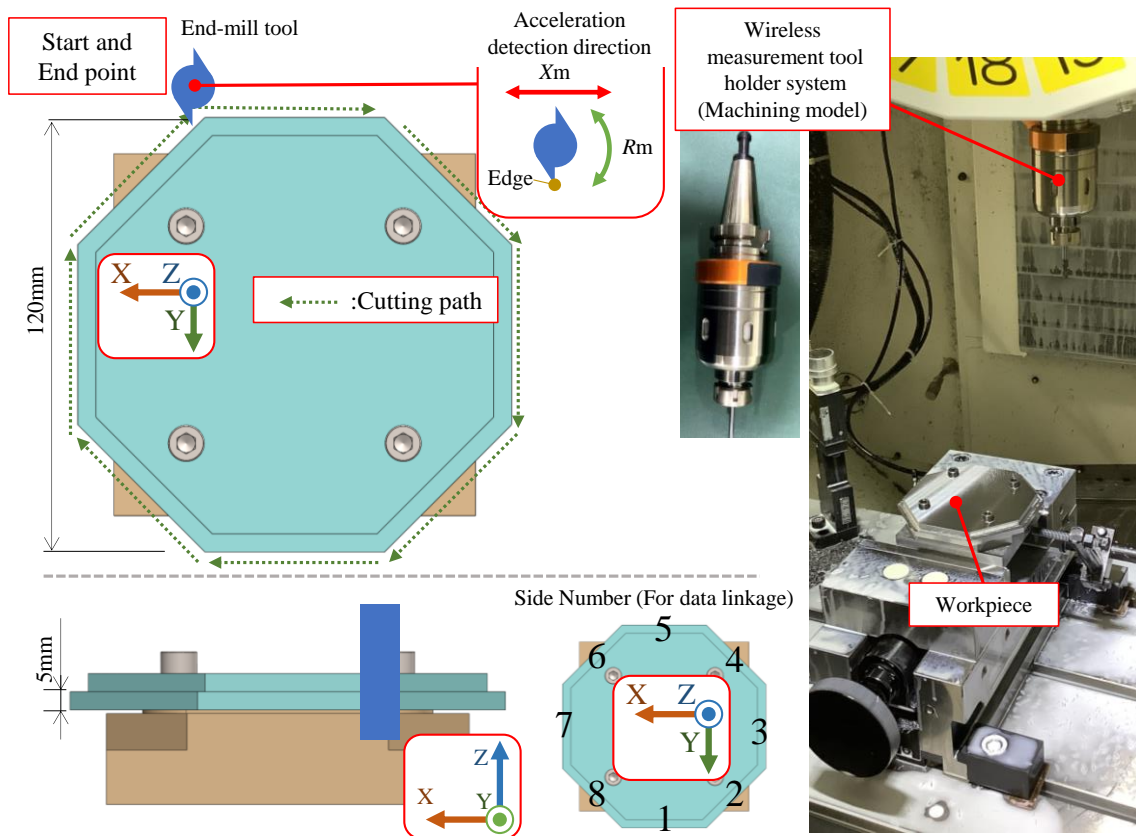 Start and
End point
End-mill tool
Acceleration
detection direction
Xm
Rm
Edge
Wireless
measurement tool
holder system
(Machining model)
18
120mm
X
Z
Y
:Cutting path
5mm
Z
X
Y
Side Number (For data linkage)
5
6
4
X
Z
7
3
Y
8
2
1
Workpiece